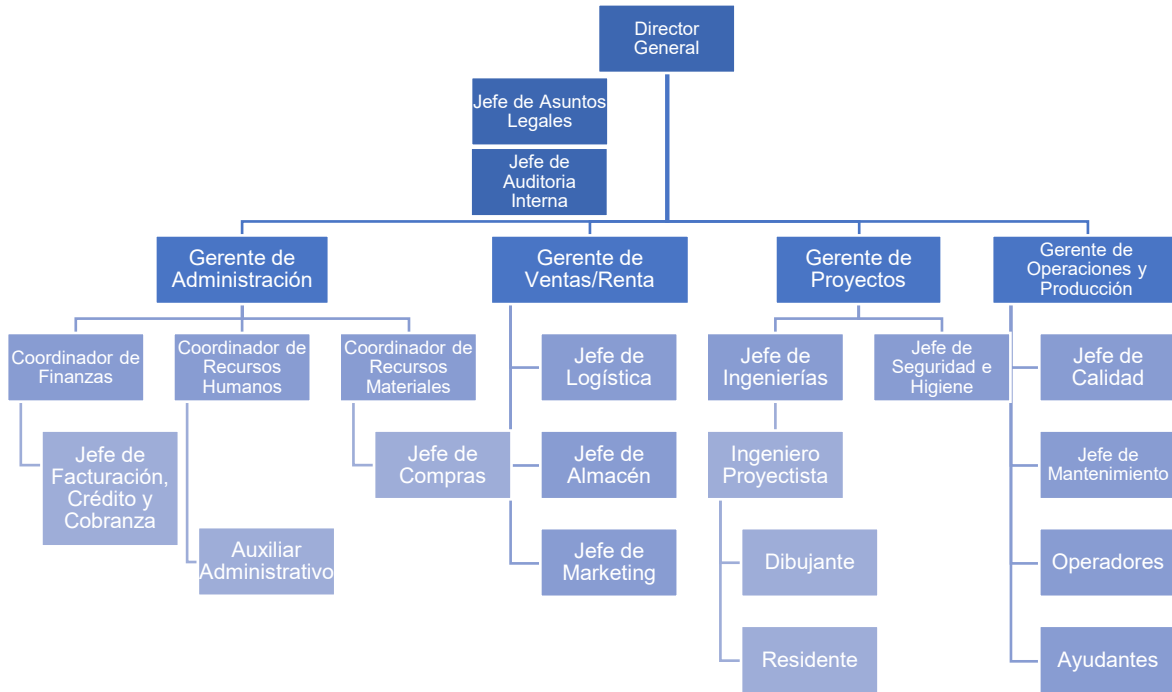 Director
General
Jefe de Asuntos
Legales
Jefe de
Auditoria
Interna
Gerente de
Administración
Gerente de
Ventas/Renta
Gerente de
Proyectos
Gerente de
Operaciones y
Producción
Coordinador de
Finanzas
Coordinador de
Recursos
Humanos
Coordinador de
Recursos
Materiales
Jefe de
Logística
Jefe de
Ingenierías
Jefe de
Seguridad e
Higiene
Jefe de
Calidad
Jefe de
Facturación,
Crédito y
Cobranza
Jefe de
Compras
Jefe de
Almacén
Ingeniero
Proyectista
Jefe de
Mantenimiento
Auxiliar
Administrativo
Jefe de
Marketing
Dibujante
Operadores
Residente
Ayudantes